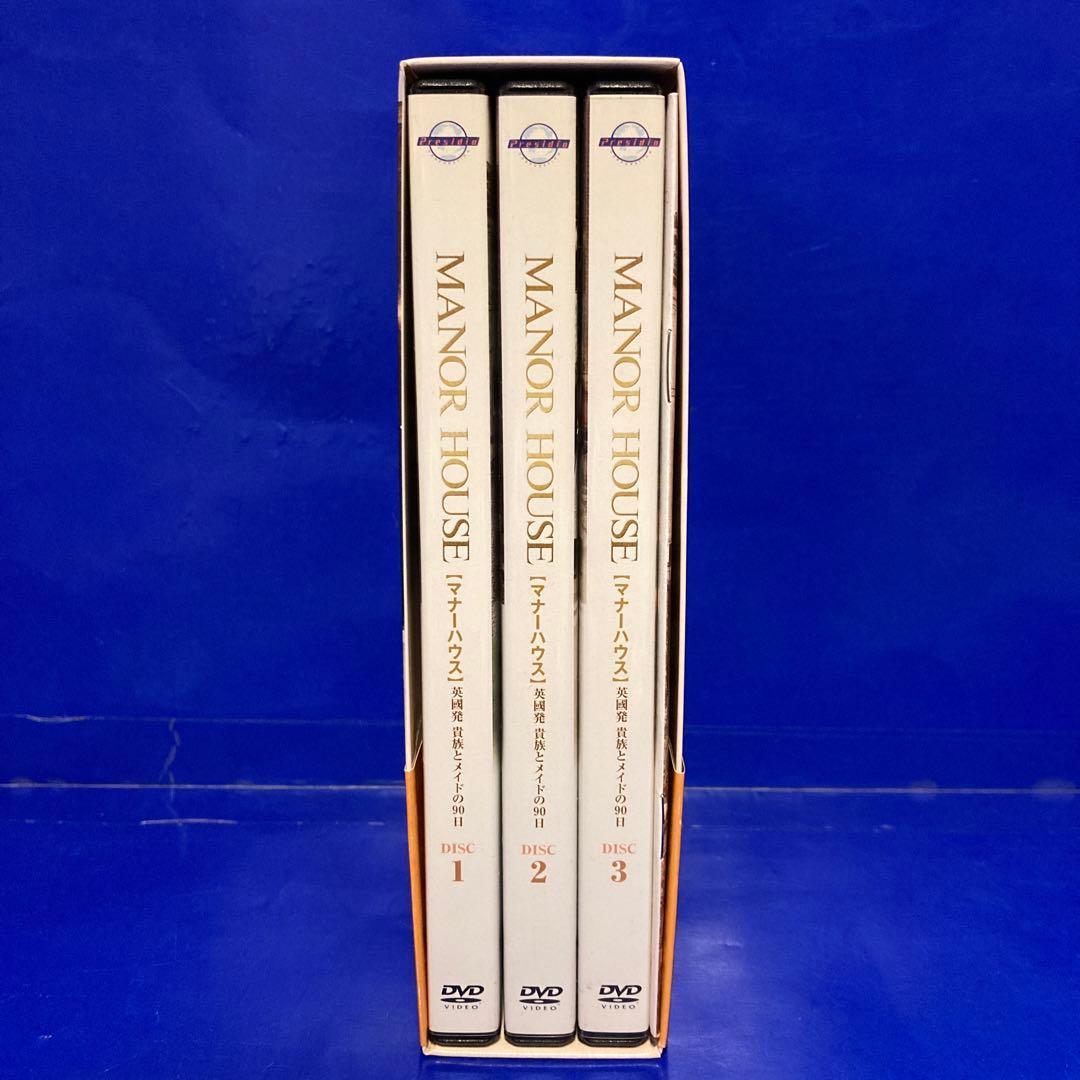 Presidio
MANOR HOUSE
【マナーハウス】
英國発 貴族とメイドの90日
DISC
1
DVD
VIDEO
Presidio
MANOR HOUSE
【マナーハウス】
英國発 貴族とメイドの90日
DISC
2
DVD
VIDEO
Presidio
MANOR HOUSE
【マナーハウス】
英國発 貴族とメイドの90日
DISC
3
DVD
VIDEO